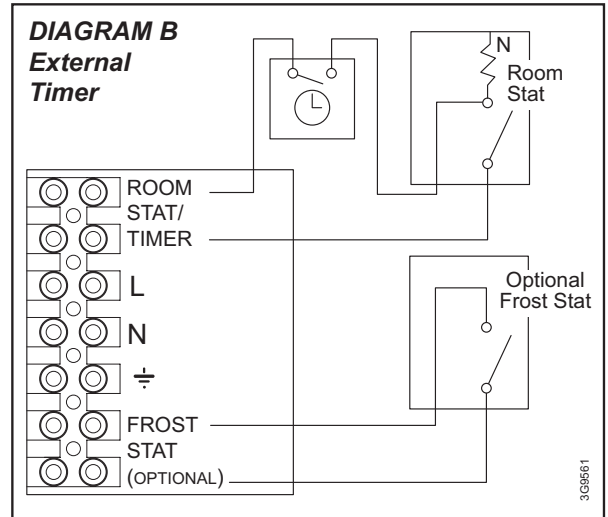 DIAGRAM B
External
Timer
N
Room
Stat
ROOM
STAT/
TIMER
L
N
Optional
Frost Stat
FROST
STAT
(OPTIONAL)
3G9561